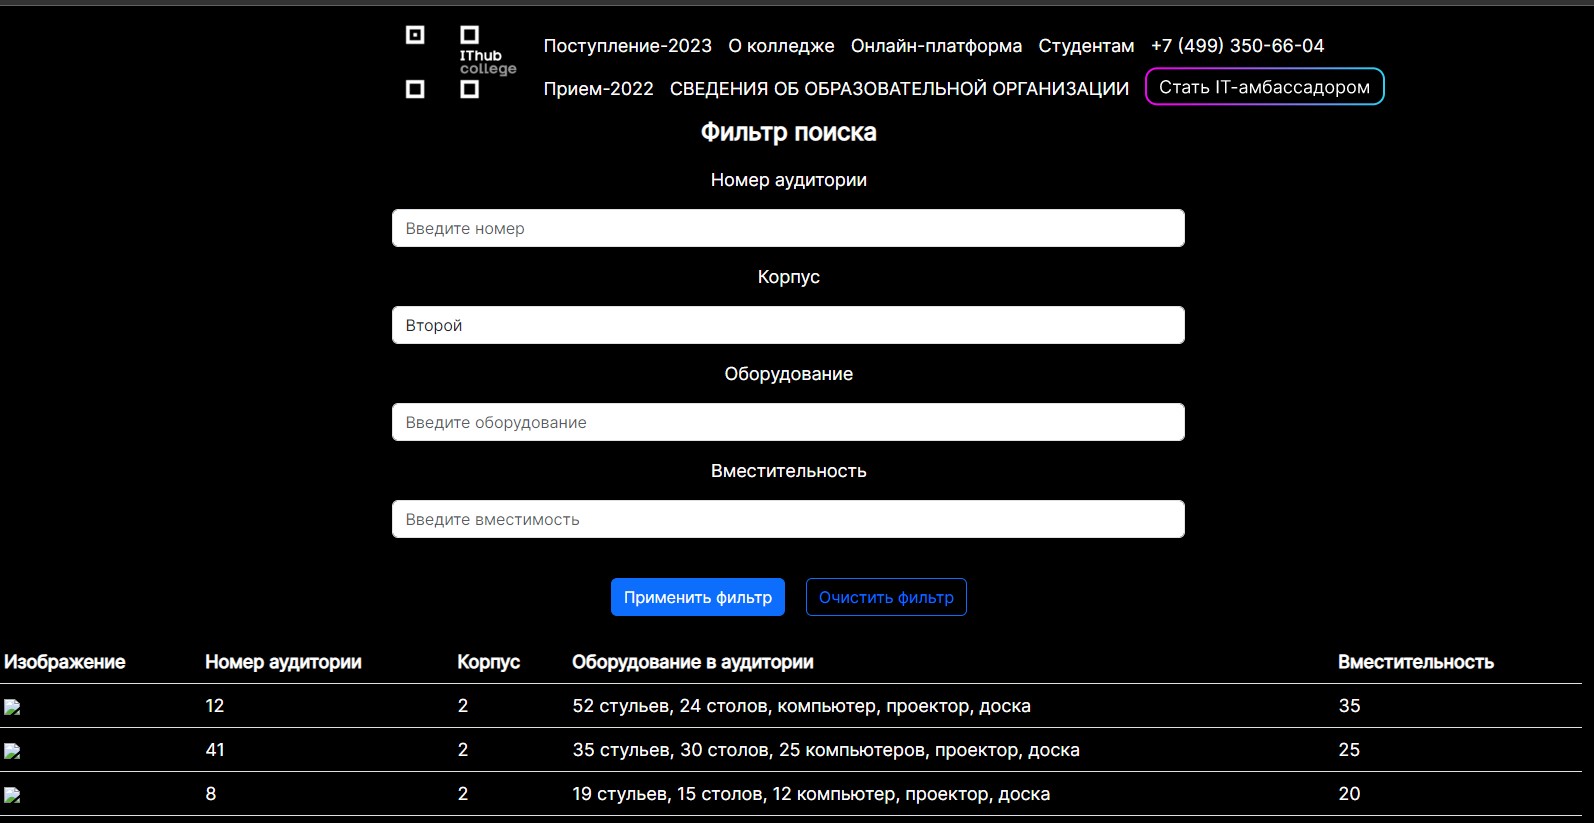 IThub
college
Поступление-2023 О колледже Онлайн-платформа Студентам +7 (499) 350-66-04
Прием-2022 СВЕДЕНИЯ ОБ ОБРАЗОВАТЕЛЬНОЙ ОРГАНИЗАЦИИ Стать IT-амбассадором
Фильтр поиска
Номер аудитории
Введите номер
Корпус
Второй
Оборудование
Введите оборудование
Вместительность
Введите вместимость
Применить фильтр Очистить фильтр
Изображение Номер аудитории Корпус Оборудование в аудитории Вместительность
12 2 52 стульев, 24 столов, компьютер, проектор, доска 35
41 2 35 стульев, 30 столов, 25 компьютеров, проектор, доска 25
8 2 19 стульев, 15 столов, 12 компьютер, проектор, доска 20